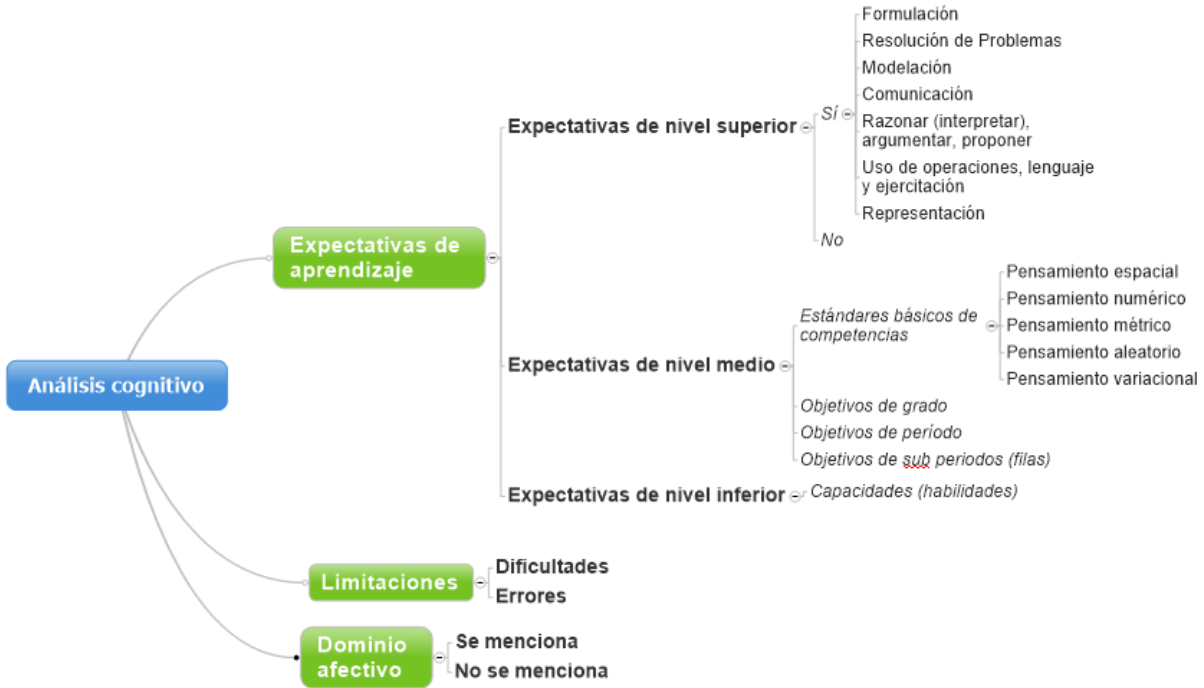 Análisis cognitivo
Expectativas de
aprendizaje
Expectativas de nivel superior
Sí
Formulación
Resolución de Problemas
Modelación
Comunicación
Razonar (interpretar),
argumentar, proponer
Uso de operaciones, lenguaje
y ejercitación
Representación
No
Expectativas de nivel medio
Estándares básicos de
competencias
Pensamiento espacial
Pensamiento numérico
Pensamiento métrico
Pensamiento aleatorio
Pensamiento variacional
Objetivos de grado
Objetivos de período
Objetivos de sub periodos (filas)
Expectativas de nivel inferior
Capacidades (habilidades)
Limitaciones
Dificultades
Errores
Dominio
afectivo
Se menciona
No se menciona